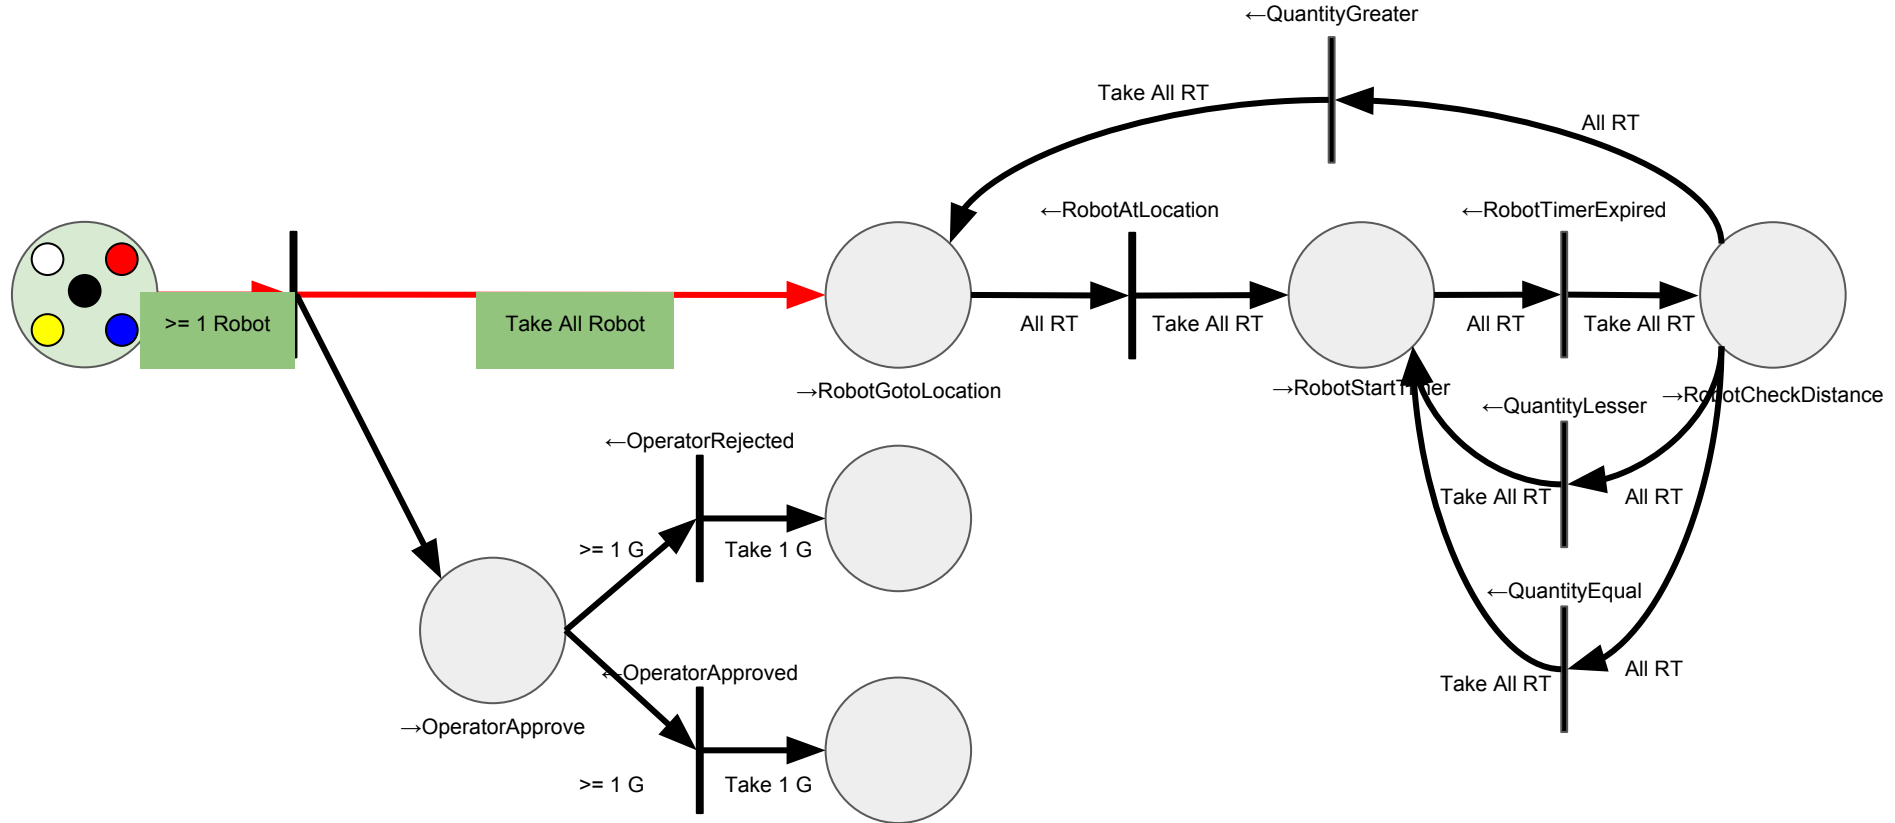 ←QuantityGreater
Take All RT
All RT
←RobotAtLocation
←RobotTimerExpired
>= 1 Robot
Take All Robot
All RT
Take All RT
All RT
Take All RT
→RobotGotoLocation
→RobotStartTimer
→RobotCheckDistance
←QuantityLesser
←OperatorRejected
Take All RT
All RT
>= 1 G
Take 1 G
←QuantityEqual
←OperatorApproved
Take All RT
All RT
→OperatorApprove
>= 1 G
Take 1 G